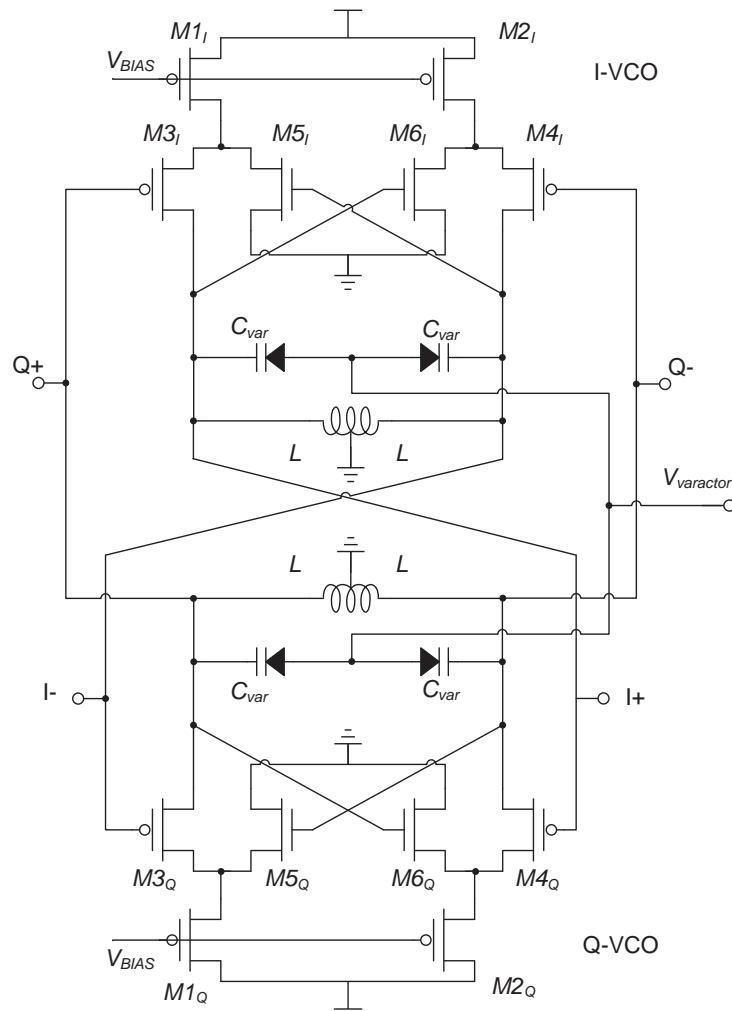 M1I M2I
VBIAS I-VCO
M3I M5I M6I M4I
Cvar Cvar
Q+ Q-
L L
Vvaractor
L L
I- Cvar Cvar I+
M3Q M5Q M6Q M4Q
VBIAS Q-VCO
M1Q M2Q